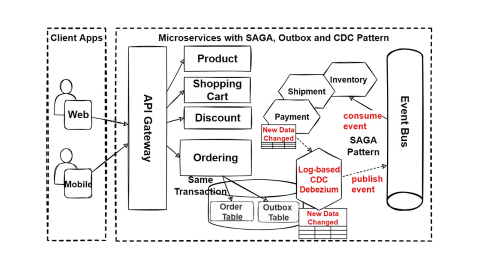 Client Apps
Microservices with SAGA, Outbox and CDC Pattern
Web
Mobile
API Gateway
Product
Shopping
Cart
Discount
Ordering
Same
Transaction
Order
Table
Outbox
Table
Inventory
Shipment
Payment
New Data
Changed
Log-based
CDC
Debezium
New Data
Changed
consume
event
SAGA
Pattern
publish
event
Event Bus